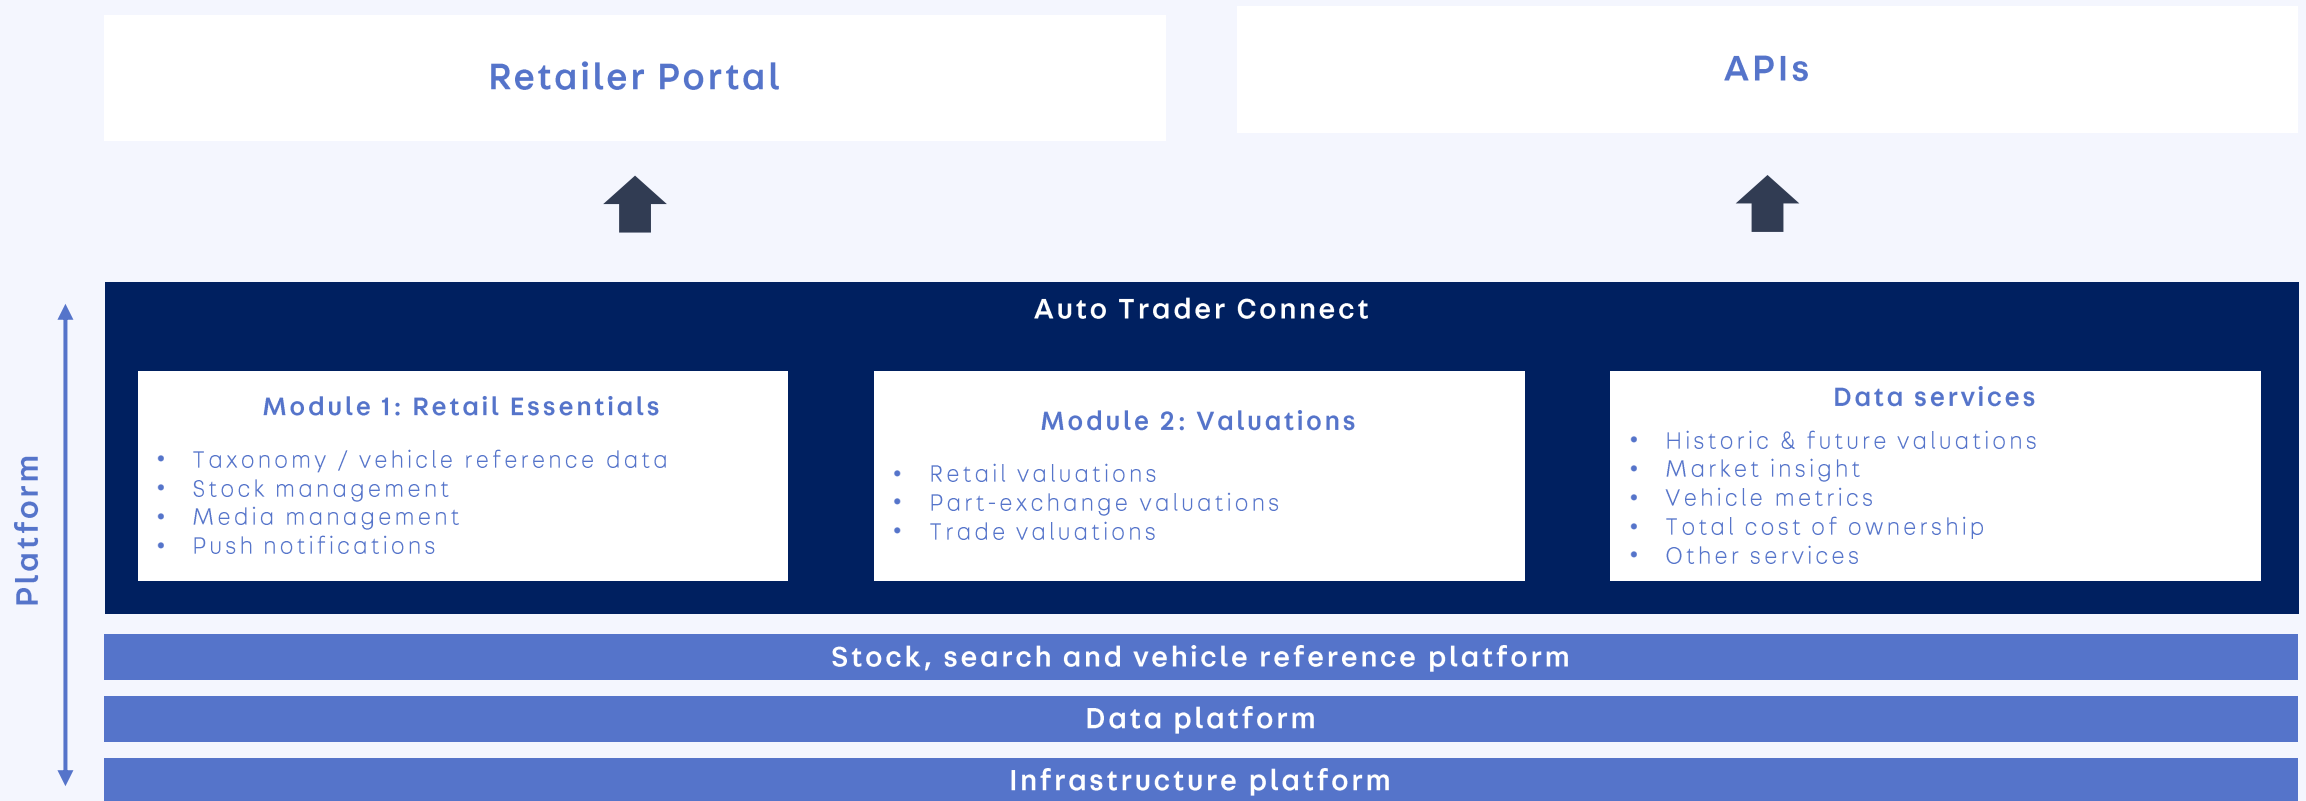 Retailer Portal
APIs
Auto Trader Connect
Platform
Module 1: Retail Essentials
• Taxonomy / vehicle reference data
• Stock management
• Media management
• Push notifications
Module 2: Valuations
• Retail valuations
• Part-exchange valuations
• Trade valuations
Data services
• Historic & future valuations
• Market insight
• Vehicle metrics
• Total cost of ownership
• Other services
Stock, search and vehicle reference platform
Data platform
Infrastructure platform